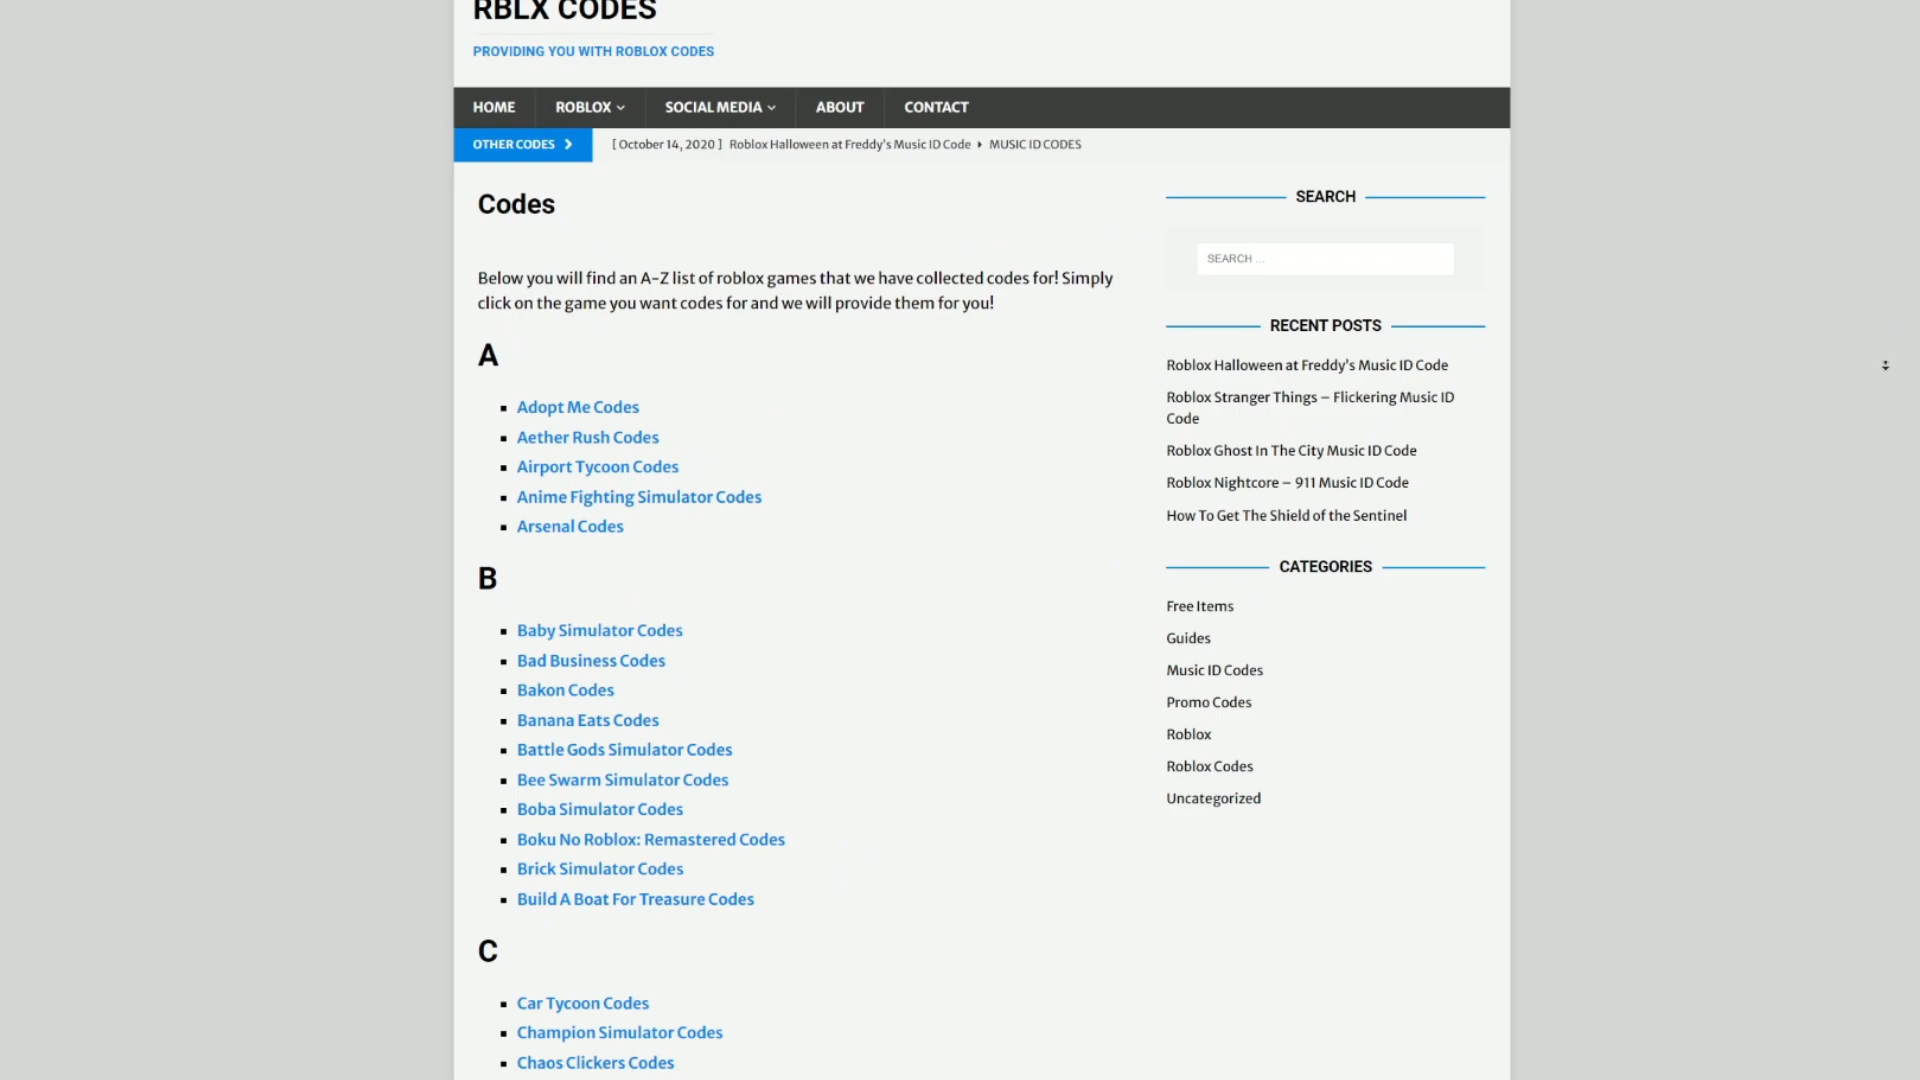 RBLX CODES
PROVIDING YOU WITH ROBLOX CODES
HOME ROBLOX SOCIAL MEDIA ABOUT CONTACT
OTHER CODES [ October 14, 2020 ] Roblox Halloween at Freddy's Music ID Code MUSIC ID CODES
Codes
Below you will find an A-Z list of roblox games that we have collected codes for! Simply
click on the game you want codes for and we will provide them for you!
A
Adopt Me Codes
Aether Rush Codes
Airport Tycoon Codes
Anime Fighting Simulator Codes
Arsenal Codes
B
Baby Simulator Codes
Bad Business Codes
Bakon Codes
Banana Eats Codes
Battle Gods Simulator Codes
Bee Swarm Simulator Codes
Boba Simulator Codes
Boku No Roblox: Remastered Codes
Brick Simulator Codes
Build A Boat For Treasure Codes
C
Car Tycoon Codes
Champion Simulator Codes
Chaos Clickers Codes
SEARCH
SEARCH ...
RECENT POSTS
Roblox Halloween at Freddy's Music ID Code
Roblox Stranger Things – Flickering Music ID
Code
Roblox Ghost In The City Music ID Code
Roblox Nightcore – 911 Music ID Code
How To Get The Shield of the Sentinel
CATEGORIES
Free Items
Guides
Music ID Codes
Promo Codes
Roblox
Roblox Codes
Uncategorized